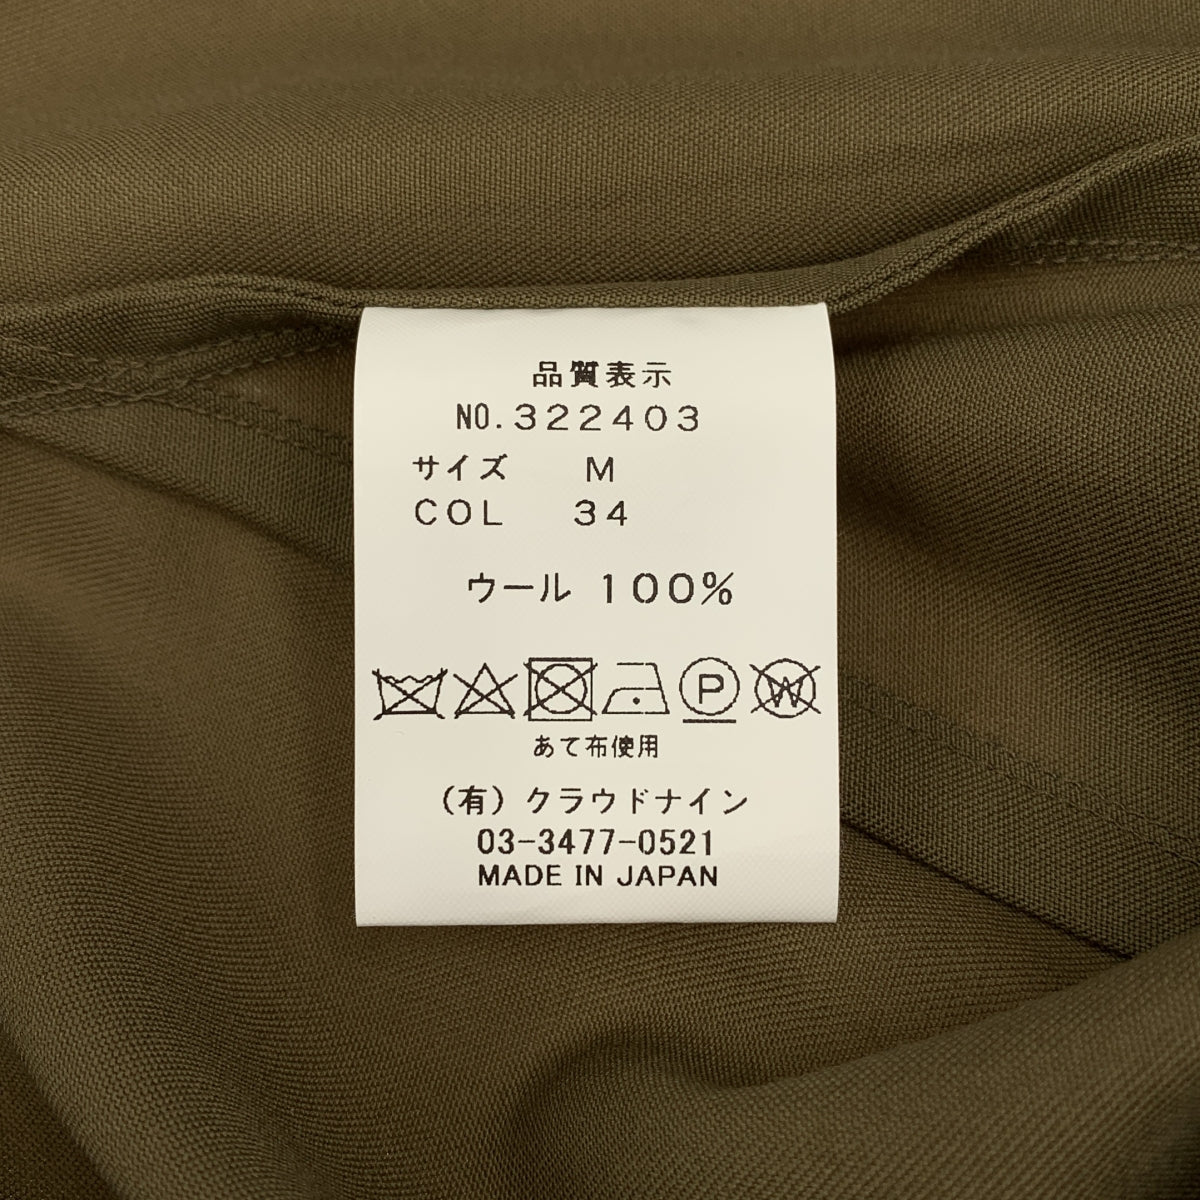 品質表示
NO.322403
サイズ M
COL 34
ウール 100%
P W
あて布使用
(有)クラウドナイン
03-3477-0521
MADE IN JAPAN